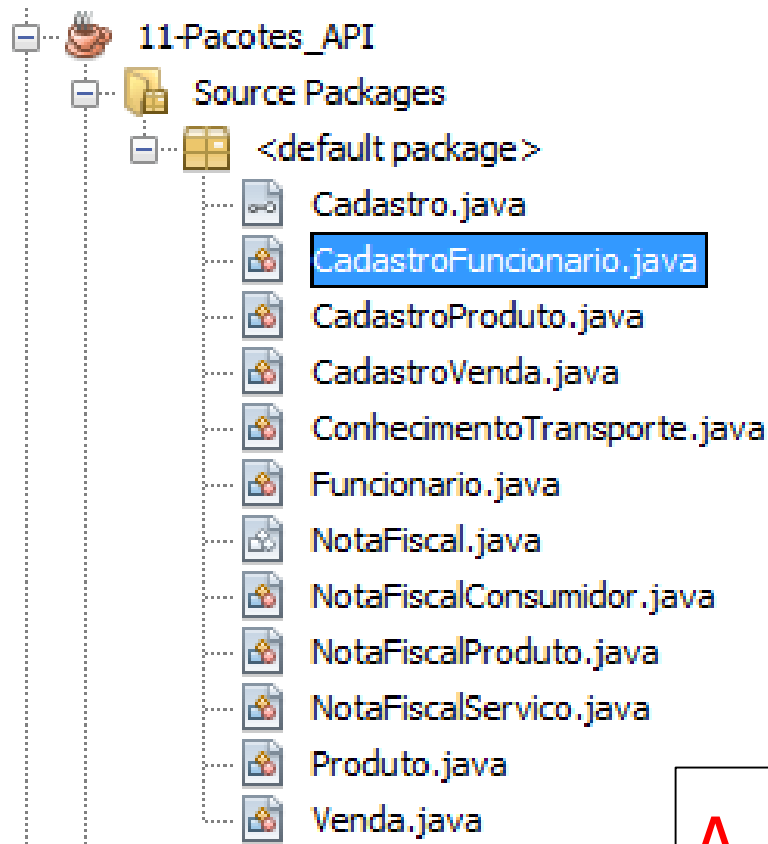 11-Pacotes_API
Source Packages
<default package>
Cadastro.java
CadastroFuncionario.java
CadastroProduto.java
CadastroVenda.java
ConhecimentoTransporte.java
Funcionario.java
NotaFiscal.java
NotaFiscalConsumidor.java
NotaFiscalProduto.java
NotaFiscalServico.java
Produto.java
Venda.java